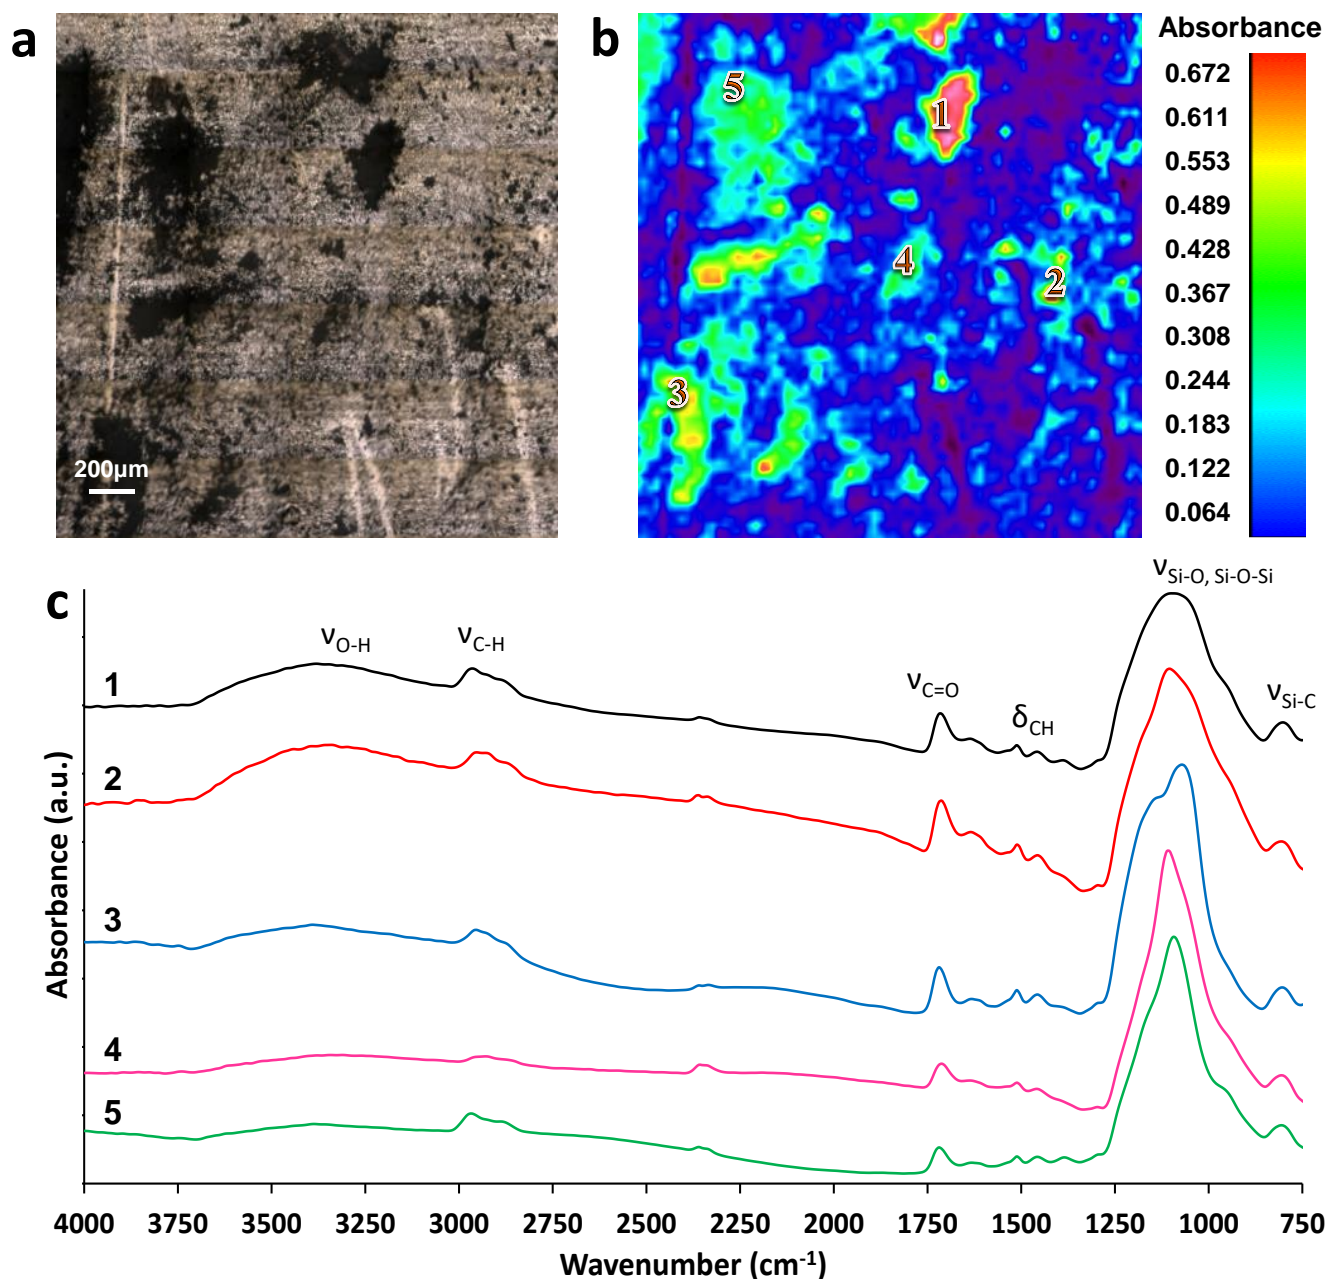 a
200μm
b
5
1
4
2
3
Absorbance
0.672
0.611
0.553
0.489
0.428
0.367
0.308
0.244
0.183
0.122
0.064
c
νSi-O, Si-O-Si
νO-H
νC-H
νC=O
δCH
νSi-C
1
2
3
4
5
Absorbance (a.u.)
4000 3750 3500 3250 3000 2750 2500 2250 2000 1750 1500 1250 1000 750
Wavenumber (cm-1)